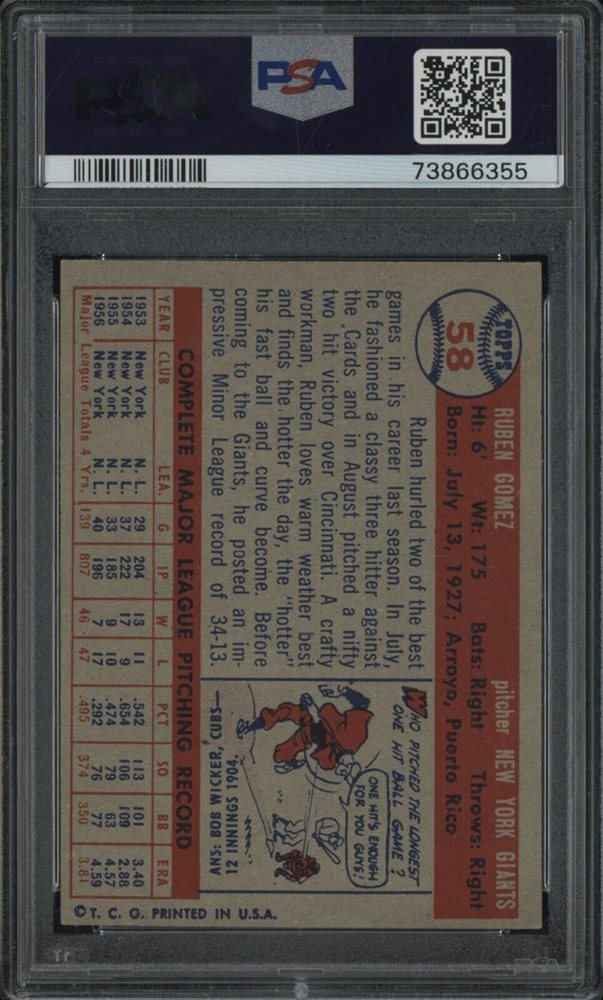 PSA
73866355
TOPPS
58
RUBEN GOMEZ pitcher NEW YORK GIANTS
Ht: 6' Wt: 175 Bats: Right Throws: Right
Born: July 13, 1927; Arroyo, Puerto Rico
Ruben hurled two of the best
games in his career last season. In July,
he fashioned a classy three hitter against
the Cards and in August pitched a nifty
two hit victory over Cincinnati. A crafty
workman, Ruben loves warm weather best
and finds the hotter the day, the "hotter"
his fast ball and curve become. Before
coming to the Giants, he posted an im-
pressive Minor League record of 34-13.
WHO PITCHED THE LONGEST
ONE HIT BALL GAME?
ONE HIT'S ENOUGH
FOR YOU GUYS!
ANS: BOB WICKER, CUBS—
12 INNINGS 1904.
COMPLETE MAJOR LEAGUE PITCHING RECORD
YEAR CLUB LEA. G IP W L PCT SO BB ERA
1953 New York N. L. 29 204 13 11 .542 113 101 3.40
1954 New York N. L. 37 222 17 9 .654 106 109 2.88
1955 New York N. L. 33 185 9 10 .474 79 63 4.57
1956 New York N. L. 40 196 7 17 .292 76 77 4.59
Major League Totals 4 Yrs. 139 807 46 47 .495 374 350 3.81
© T. C. G. PRINTED IN U.S.A.
PSA